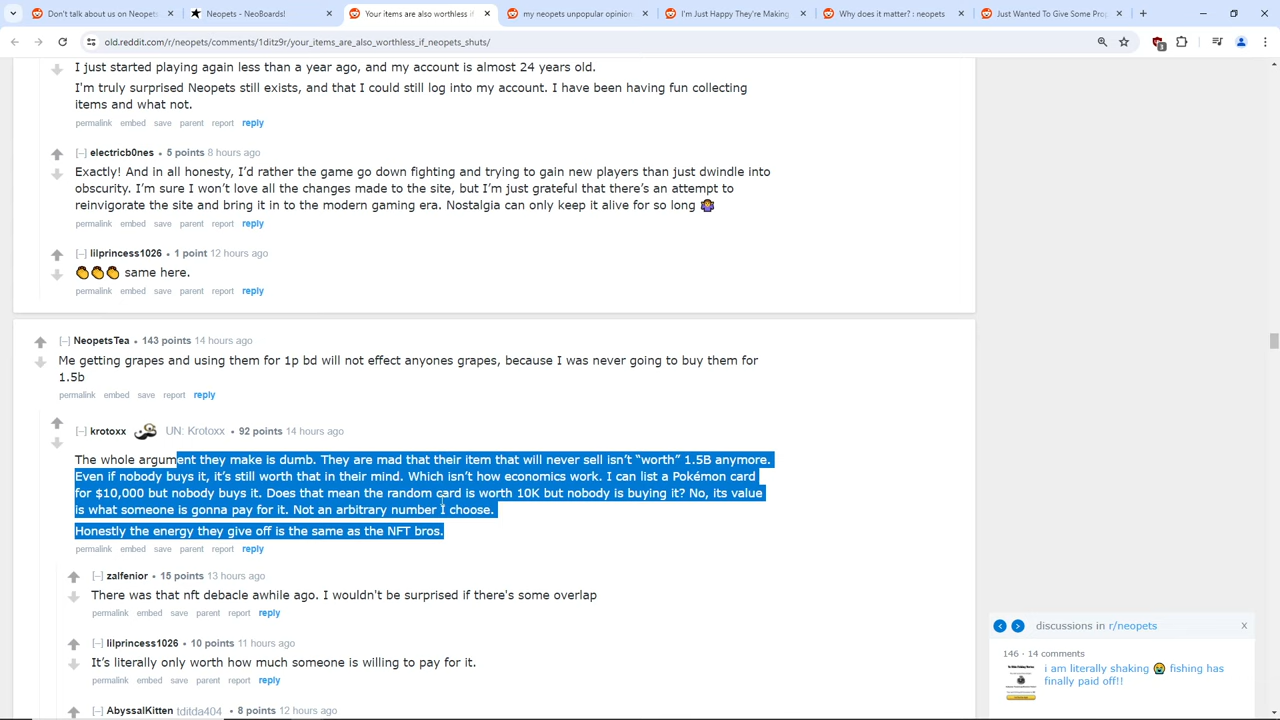 Don't talk about us on Neopets
Neopets - NeoBoards!
Your items are also worthless if
my neopets unpopular opinion
I'm Just Happy They're Making
Why does it matter? : neopets
Just Wanted To Give Some Pro
old.reddit.com/r/neopets/comments/1ditz9r/your_items_are_also_worthless_if_neopets_shuts/
3
I just started playing again less than a year ago, and my account is almost 24 years old.
I'm truly surprised Neopets still exists, and that I could still log into my account. I have been having fun collecting
items and what not.
permalink embed save parent report reply
[–] electricb0nes • 5 points 8 hours ago
Exactly! And in all honesty, I’d rather the game go down fighting and trying to gain new players than just dwindle into
obscurity. I’m sure I won’t love all the changes made to the site, but I’m just grateful that there’s an attempt to
reinvigorate the site and bring it in to the modern gaming era. Nostalgia can only keep it alive for so long 🤷‍♀️
permalink embed save parent report reply
[–] lilprincess1026 • 1 point 12 hours ago
👏👏👏 same here.
permalink embed save parent report reply
[–] NeopetsTea • 143 points 14 hours ago
Me getting grapes and using them for 1p bd will not effect anyones grapes, because I was never going to buy them for
1.5b
permalink embed save report reply
[–] krotoxx UN: Krotoxx • 92 points 14 hours ago
The whole argument they make is dumb. They are mad that their item that will never sell isn’t “worth” 1.5B anymore.
Even if nobody buys it, it’s still worth that in their mind. Which isn’t how economics work. I can list a Pokémon card
for $10,000 but nobody buys it. Does that mean the random card is worth 10K but nobody is buying it? No, its value
is what someone is gonna pay for it. Not an arbitrary number I choose.
Honestly the energy they give off is the same as the NFT bros.
permalink embed save parent report reply
[–] zalfenior • 15 points 13 hours ago
There was that nft debacle awhile ago. I wouldn't be surprised if there's some overlap
permalink embed save parent report reply
[–] lilprincess1026 • 10 points 11 hours ago
It’s literally only worth how much someone is willing to pay for it.
permalink embed save parent report reply
[–] AbyssalKitten tditda404 • 8 points 12 hours ago
discussions in r/neopets X
146 · 14 comments
i am literally shaking 😭 fishing has
finally paid off!!